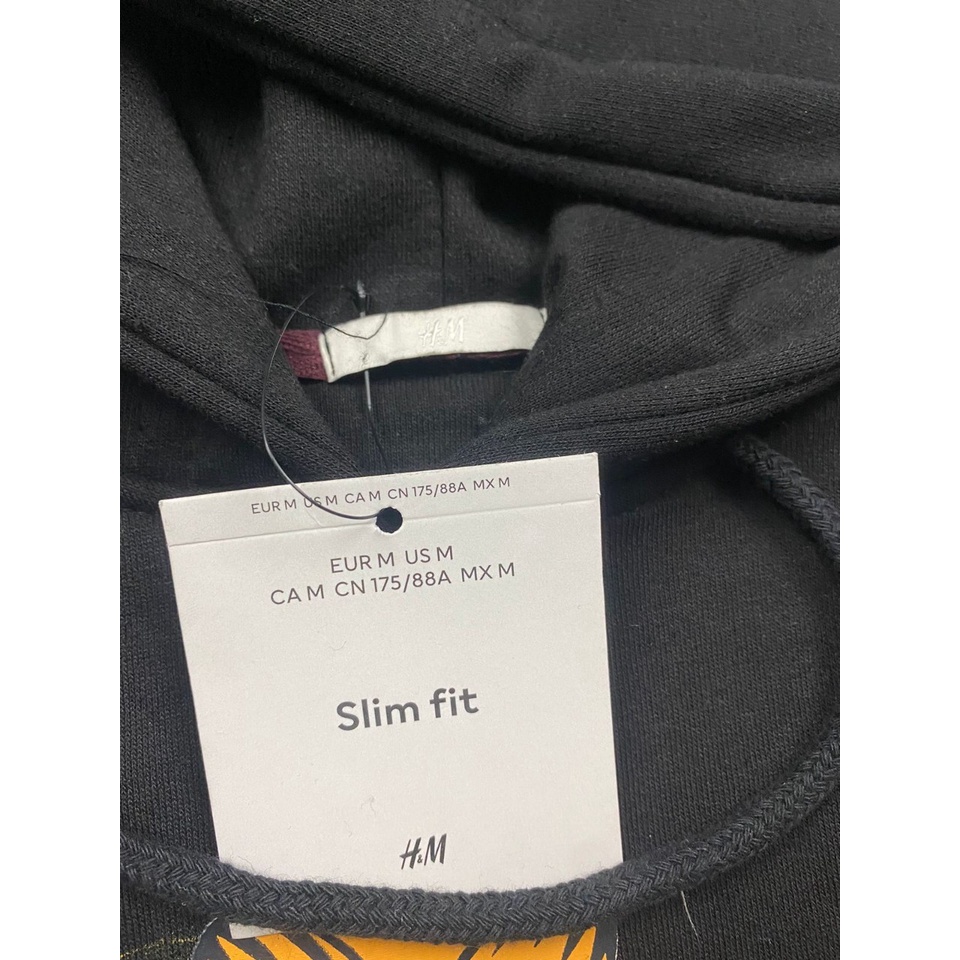 H&M
EUR M US M CA M CN 175/88A MX M
EUR M US M
CA M CN 175/88A MX M
Slim fit
H&M